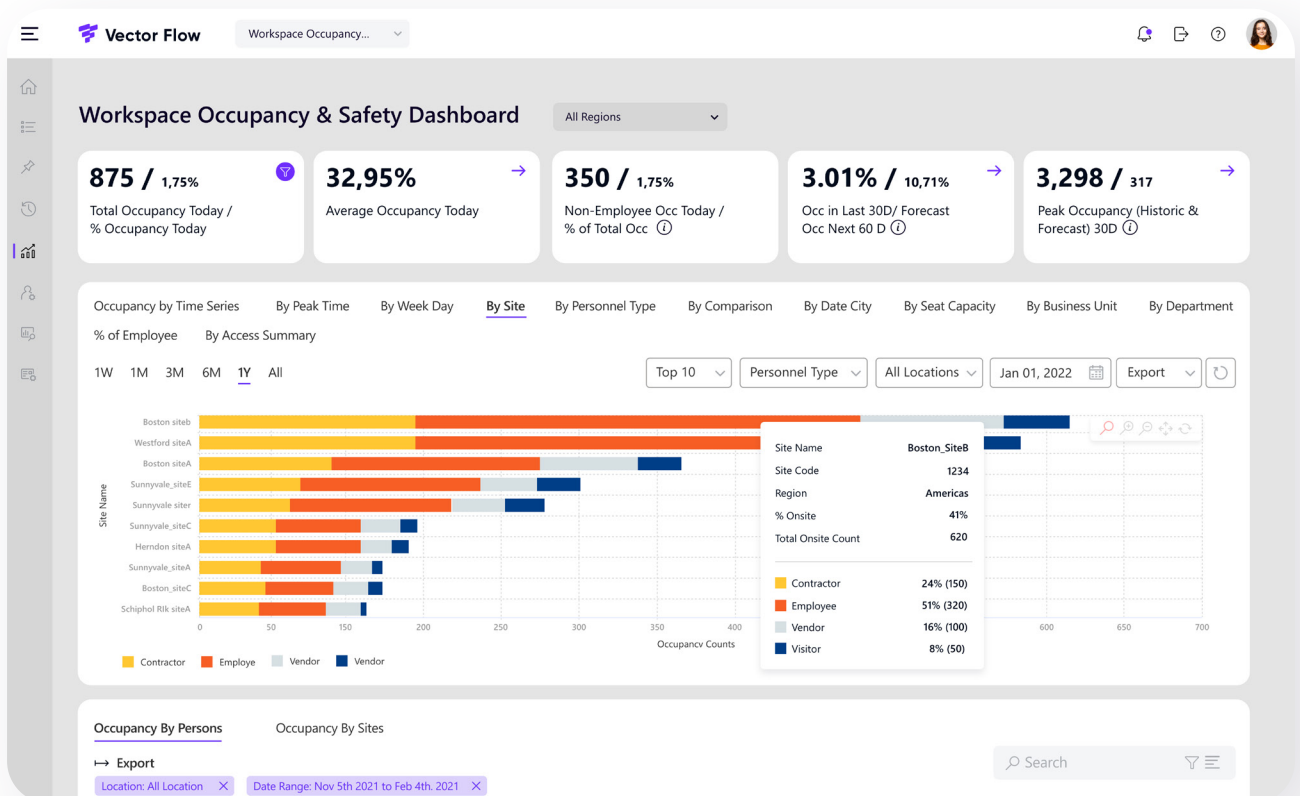 Vector Flow
Workspace Occupancy...
Workspace Occupancy & Safety Dashboard
All Regions
875 / 1,75%
Total Occupancy Today /
% Occupancy Today
32,95%
Average Occupancy Today
350 / 1,75%
Non-Employee Occ Today /
% of Total Occ
3.01% / 10,71%
Occ in Last 30D/ Forecast
Occ Next 60 D
3,298 / 317
Peak Occupancy (Historic &
Forecast) 30D
Occupancy by Time Series By Peak Time By Week Day By Site By Personnel Type By Comparison By Date City By Seat Capacity By Business Unit By Department
% of Employee By Access Summary
1W 1M 3M 6M 1Y All
Top 10 Personnel Type All Locations Jan 01, 2022 Export
Site Name
Boston siteb
Westford siteA
Boston siteA
Sunnyvale_siteE
Sunnyvale siter
Sunnyvale_siteC
Herndon siteA
Sunnyvale_siteA
Boston_siteC
Schiphol Rlk siteA
0 50 150 200 250 300 350 400 600 650 700
Occupancy Counts
Contractor Employe Vendor Vendor
Site Name Boston_SiteB
Site Code 1234
Region Americas
% Onsite 41%
Total Onsite Count 620
Contractor 24% (150)
Employee 51% (320)
Vendor 16% (100)
Visitor 8% (50)
Occupancy By Persons Occupancy By Sites
Export
Search
Location: All Location
Date Range: Nov 5th 2021 to Feb 4th. 2021